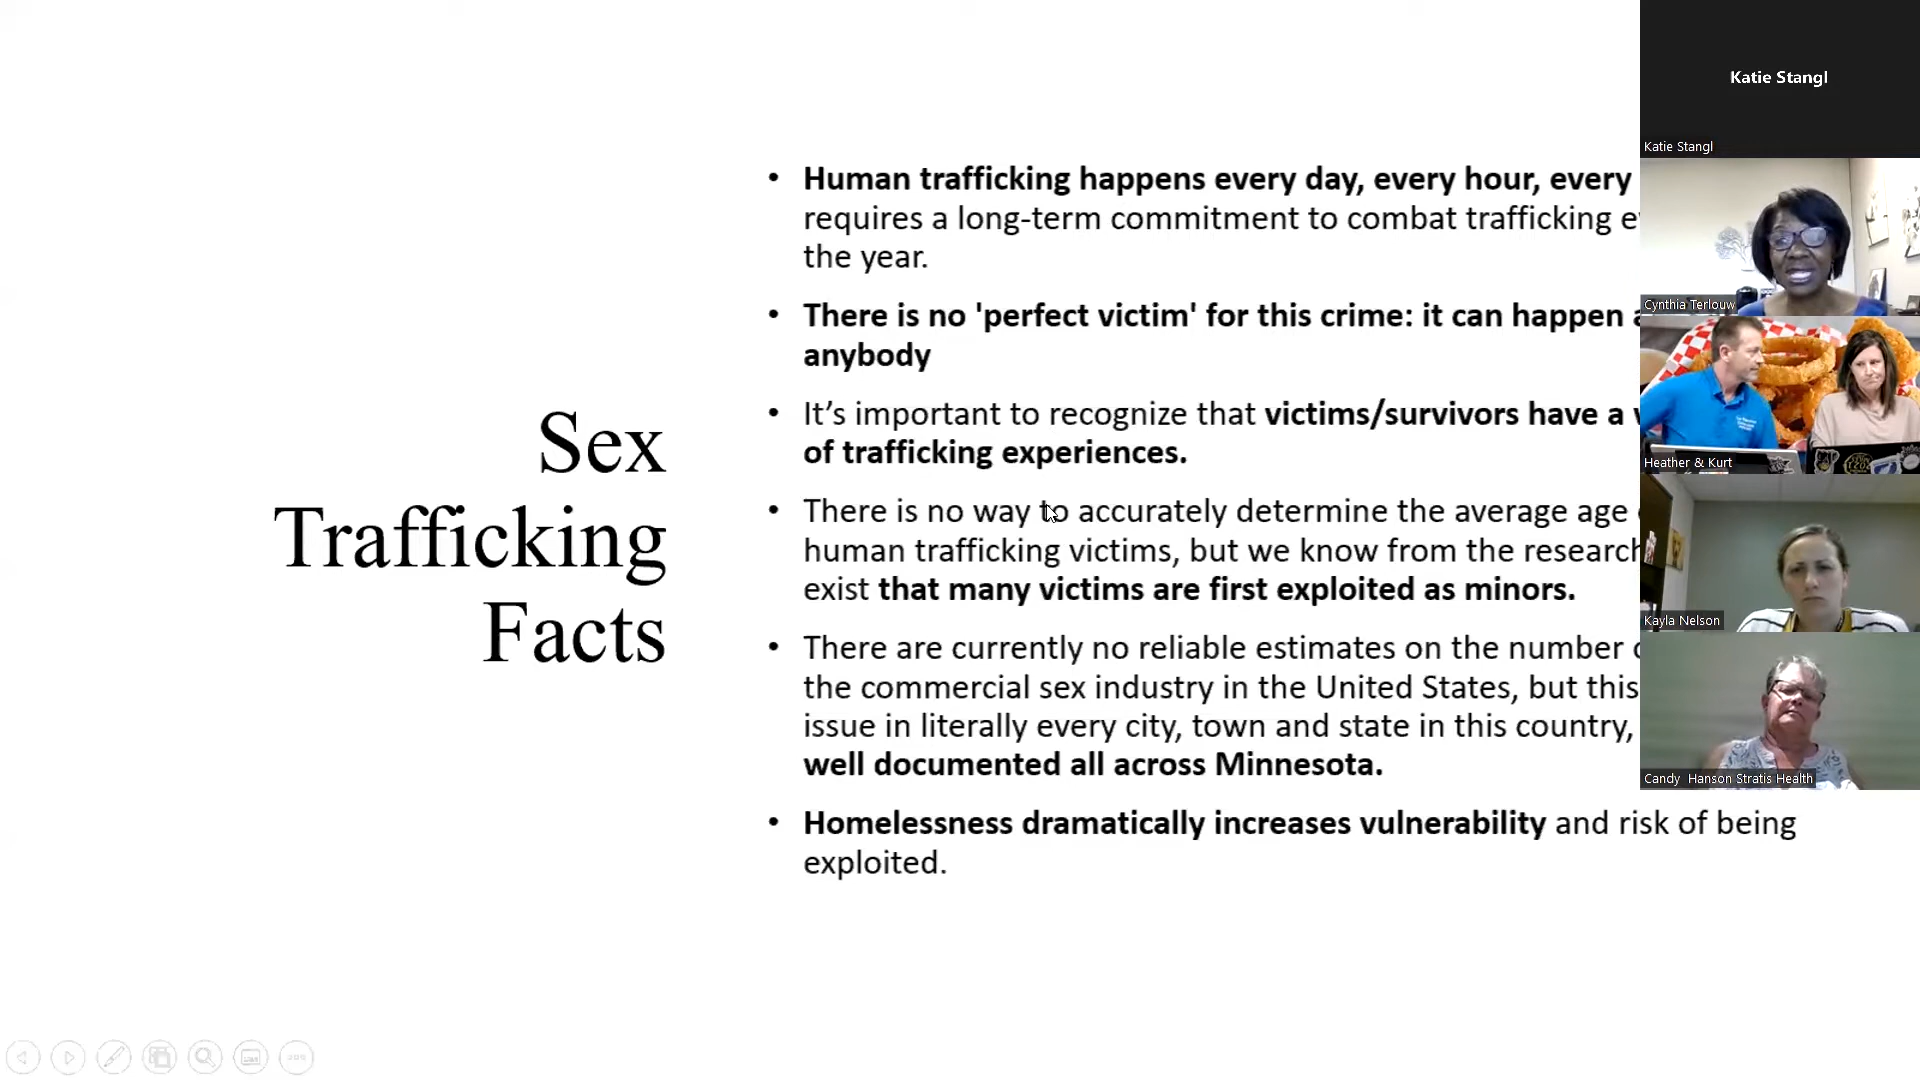 Sex
Trafficking
Facts
• Human trafficking happens every day, every hour, every
requires a long-term commitment to combat trafficking
the year.
• There is no 'perfect victim' for this crime: it can happen
anybody
• It’s important to recognize that victims/survivors have a
of trafficking experiences.
• There is no way to accurately determine the average age
human trafficking victims, but we know from the research
exist that many victims are first exploited as minors.
• There are currently no reliable estimates on the number
the commercial sex industry in the United States, but this
issue in literally every city, town and state in this country,
well documented all across Minnesota.
• Homelessness dramatically increases vulnerability and risk of being
exploited.
Katie Stangl
Katie Stangl
Cynthia Terlouw
Heather & Kurt
Kayla Nelson
Candy Hanson Stratis Health